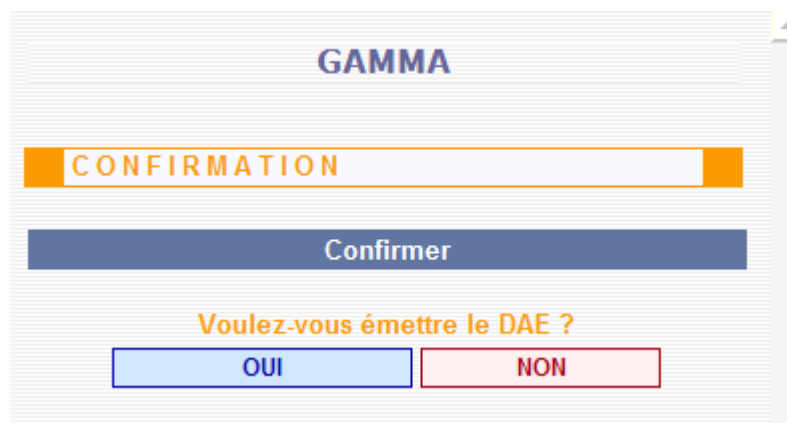 GAMMA
CONFIRMATION
Confirmer
Voulez-vous émettre le DAE ?
OUI NON